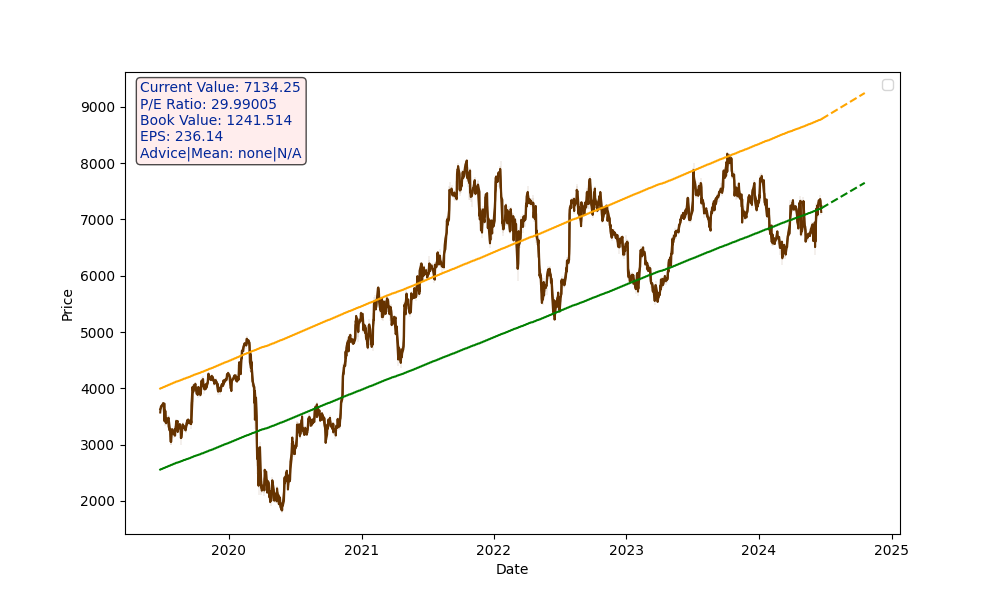 Current Value: 7134.25
P/E Ratio: 29.99005
Book Value: 1241.514
EPS: 236.14
Advice|Mean: none|N/A
9000
8000
7000
6000
5000
4000
3000
2000
Price
2020
2021
2022
2023
2024
2025
Date